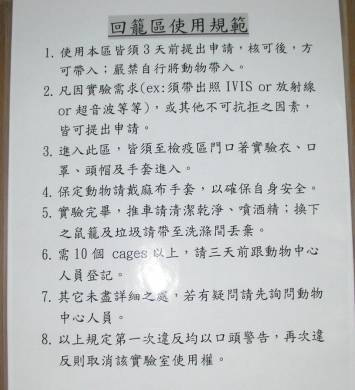 回籠區使用規範
1. 使用本區皆須3天前提出申請，核可後，方
可帶入；嚴禁自行將動物帶入。
2. 凡因實驗需求(ex:須帶出照 IVIS or 放射線
or 超音波等等)，或其他不可抗拒之因素，
皆可提出申請。
3. 進入此區，皆須至檢疫區門口著實驗衣、口
罩、頭帽及手套進入。
4. 保定動物請戴麻布手套，以確保自身安全。
5. 實驗完畢，推車請清潔乾淨、噴酒精；換下
之鼠籠及垃圾請帶至洗滌間丟棄。
6. 需10個 cages 以上，請三天前跟動物中心
人員登記。
7. 其它未盡詳細之處，若有疑問請先詢問動物
中心人員。
8. 以上規定第一次違反均以口頭警告，再次違
反則取消該實驗室使用權。